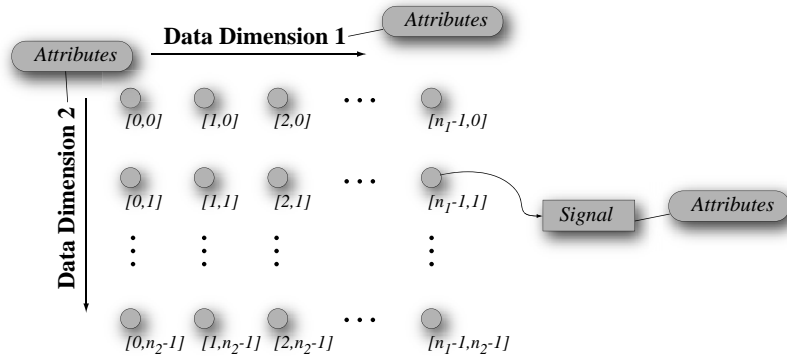 Attributes
Data Dimension 1
Attributes
Data Dimension 2
[0,0] [1,0] [2,0] ... [n₁-1,0]
[0,1] [1,1] [2,1] ... [n₁-1,1]
Signal
Attributes
[0,n₂-1] [1,n₂-1] [2,n₂-1] ... [n₁-1,n₂-1]